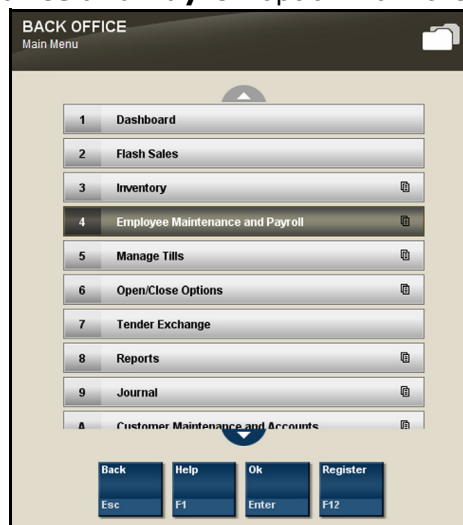 BACK OFFICE
Main Menu
1 Dashboard
2 Flash Sales
3 Inventory
4 Employee Maintenance and Payroll
5 Manage Tills
6 Open/Close Options
7 Tender Exchange
8 Reports
9 Journal
A Customer Maintenance and Accounts
Back Help Ok Register
Esc F1 Enter F12